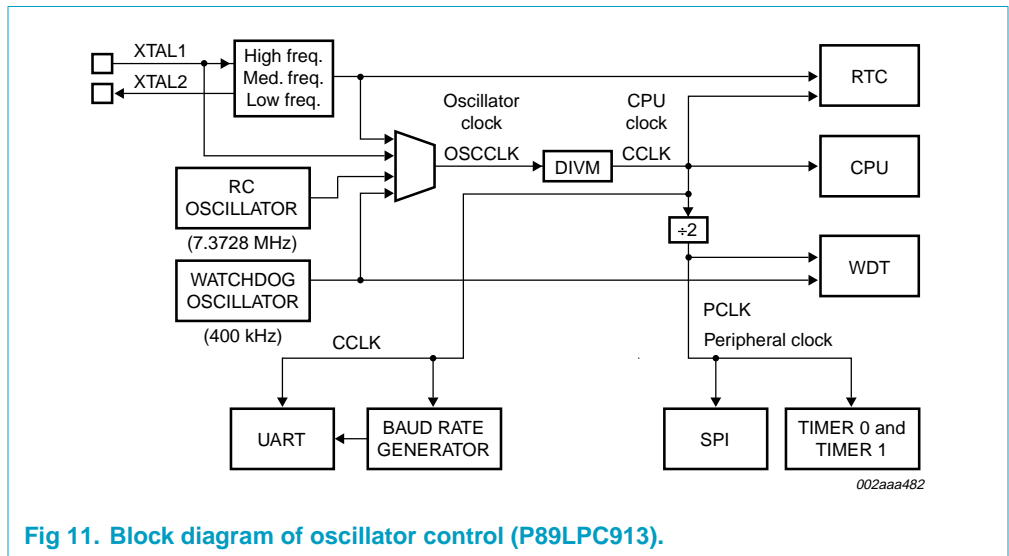 XTAL1
XTAL2
High freq.
Med. freq.
Low freq.
RTC
Oscillator
clock
CPU
clock
OSCCLK
DIVM
CCLK
CPU
RC
OSCILLATOR
(7.3728 MHz)
÷2
WATCHDOG
OSCILLATOR
(400 kHz)
WDT
PCLK
Peripheral clock
CCLK
UART
BAUD RATE
GENERATOR
SPI
TIMER 0 and
TIMER 1
002aaa482
Fig 11. Block diagram of oscillator control (P89LPC913).